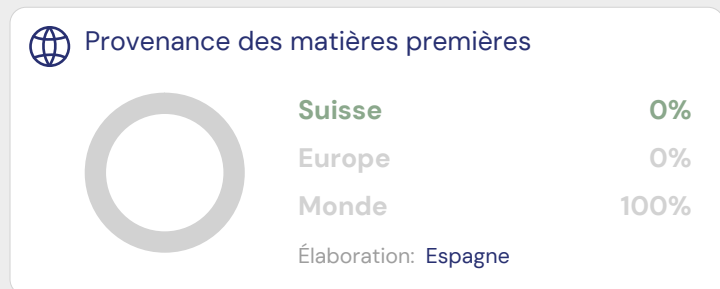 Provenance des matières premières
Suisse 0%
Europe 0%
Monde 100%
Élaboration: Espagne